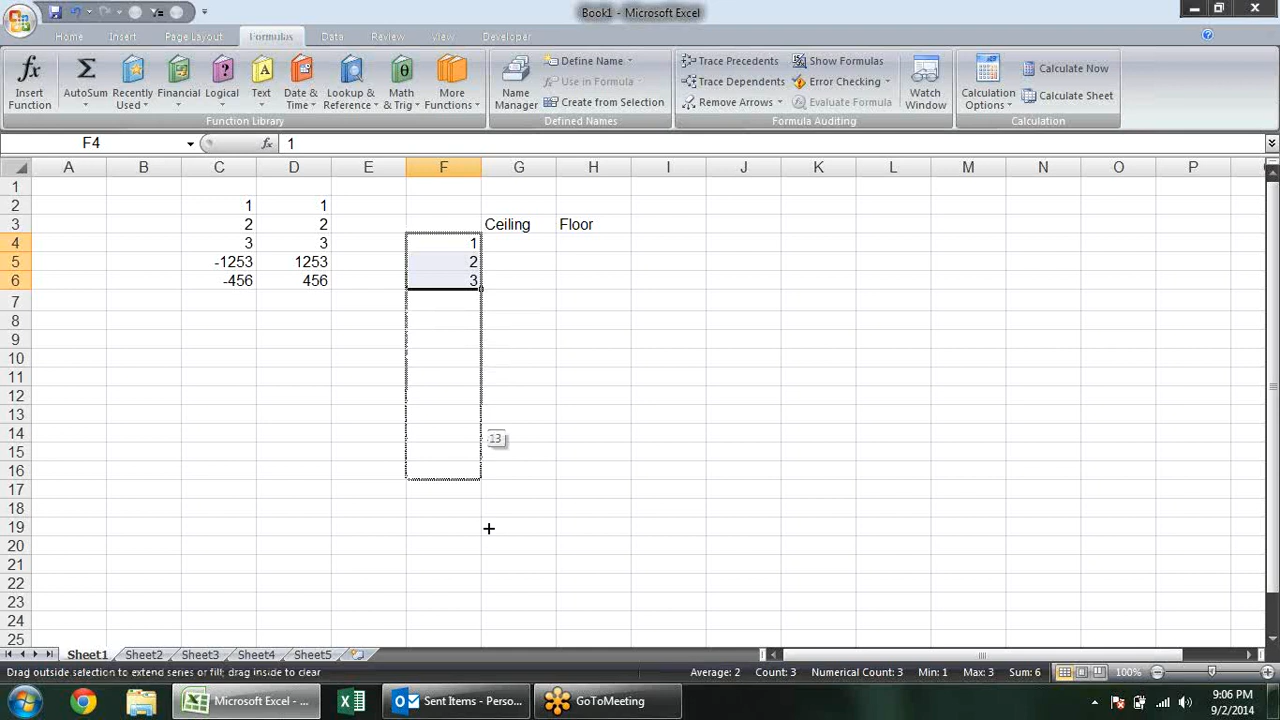 Book1 - Microsoft Excel
Home Insert Page Layout Formulas Data Review View Developer
Insert Function
AutoSum
Recently Used
Financial
Logical
Text
Date & Time
Lookup & Reference
Math & Trig
More Functions
Function Library
Name Manager
Define Name
Use in Formula
Create from Selection
Defined Names
Trace Precedents
Trace Dependents
Remove Arrows
Show Formulas
Error Checking
Evaluate Formula
Formula Auditing
Watch Window
Calculation Options
Calculate Now
Calculate Sheet
Calculation
F4 fx 1
A B C D E F G H I J K L M N O P
1
2 1 1
3 2 2 Ceiling Floor
4 3 3 1
5 -1253 1253 2
6 -456 456 3
7
8
9
10
11
12
13
14 13
15
16
17
18
19
20
21
22
23
24
25
Sheet1 Sheet2 Sheet3 Sheet4 Sheet5
Drag outside selection to extend series or fill; drag inside to clear Average: 2 Count: 3 Numerical Count: 3 Min: 1 Max: 3 Sum: 6 100%
Microsoft Excel - ... Sent Items - Perso... GoToMeeting 9:06 PM
9/2/2014